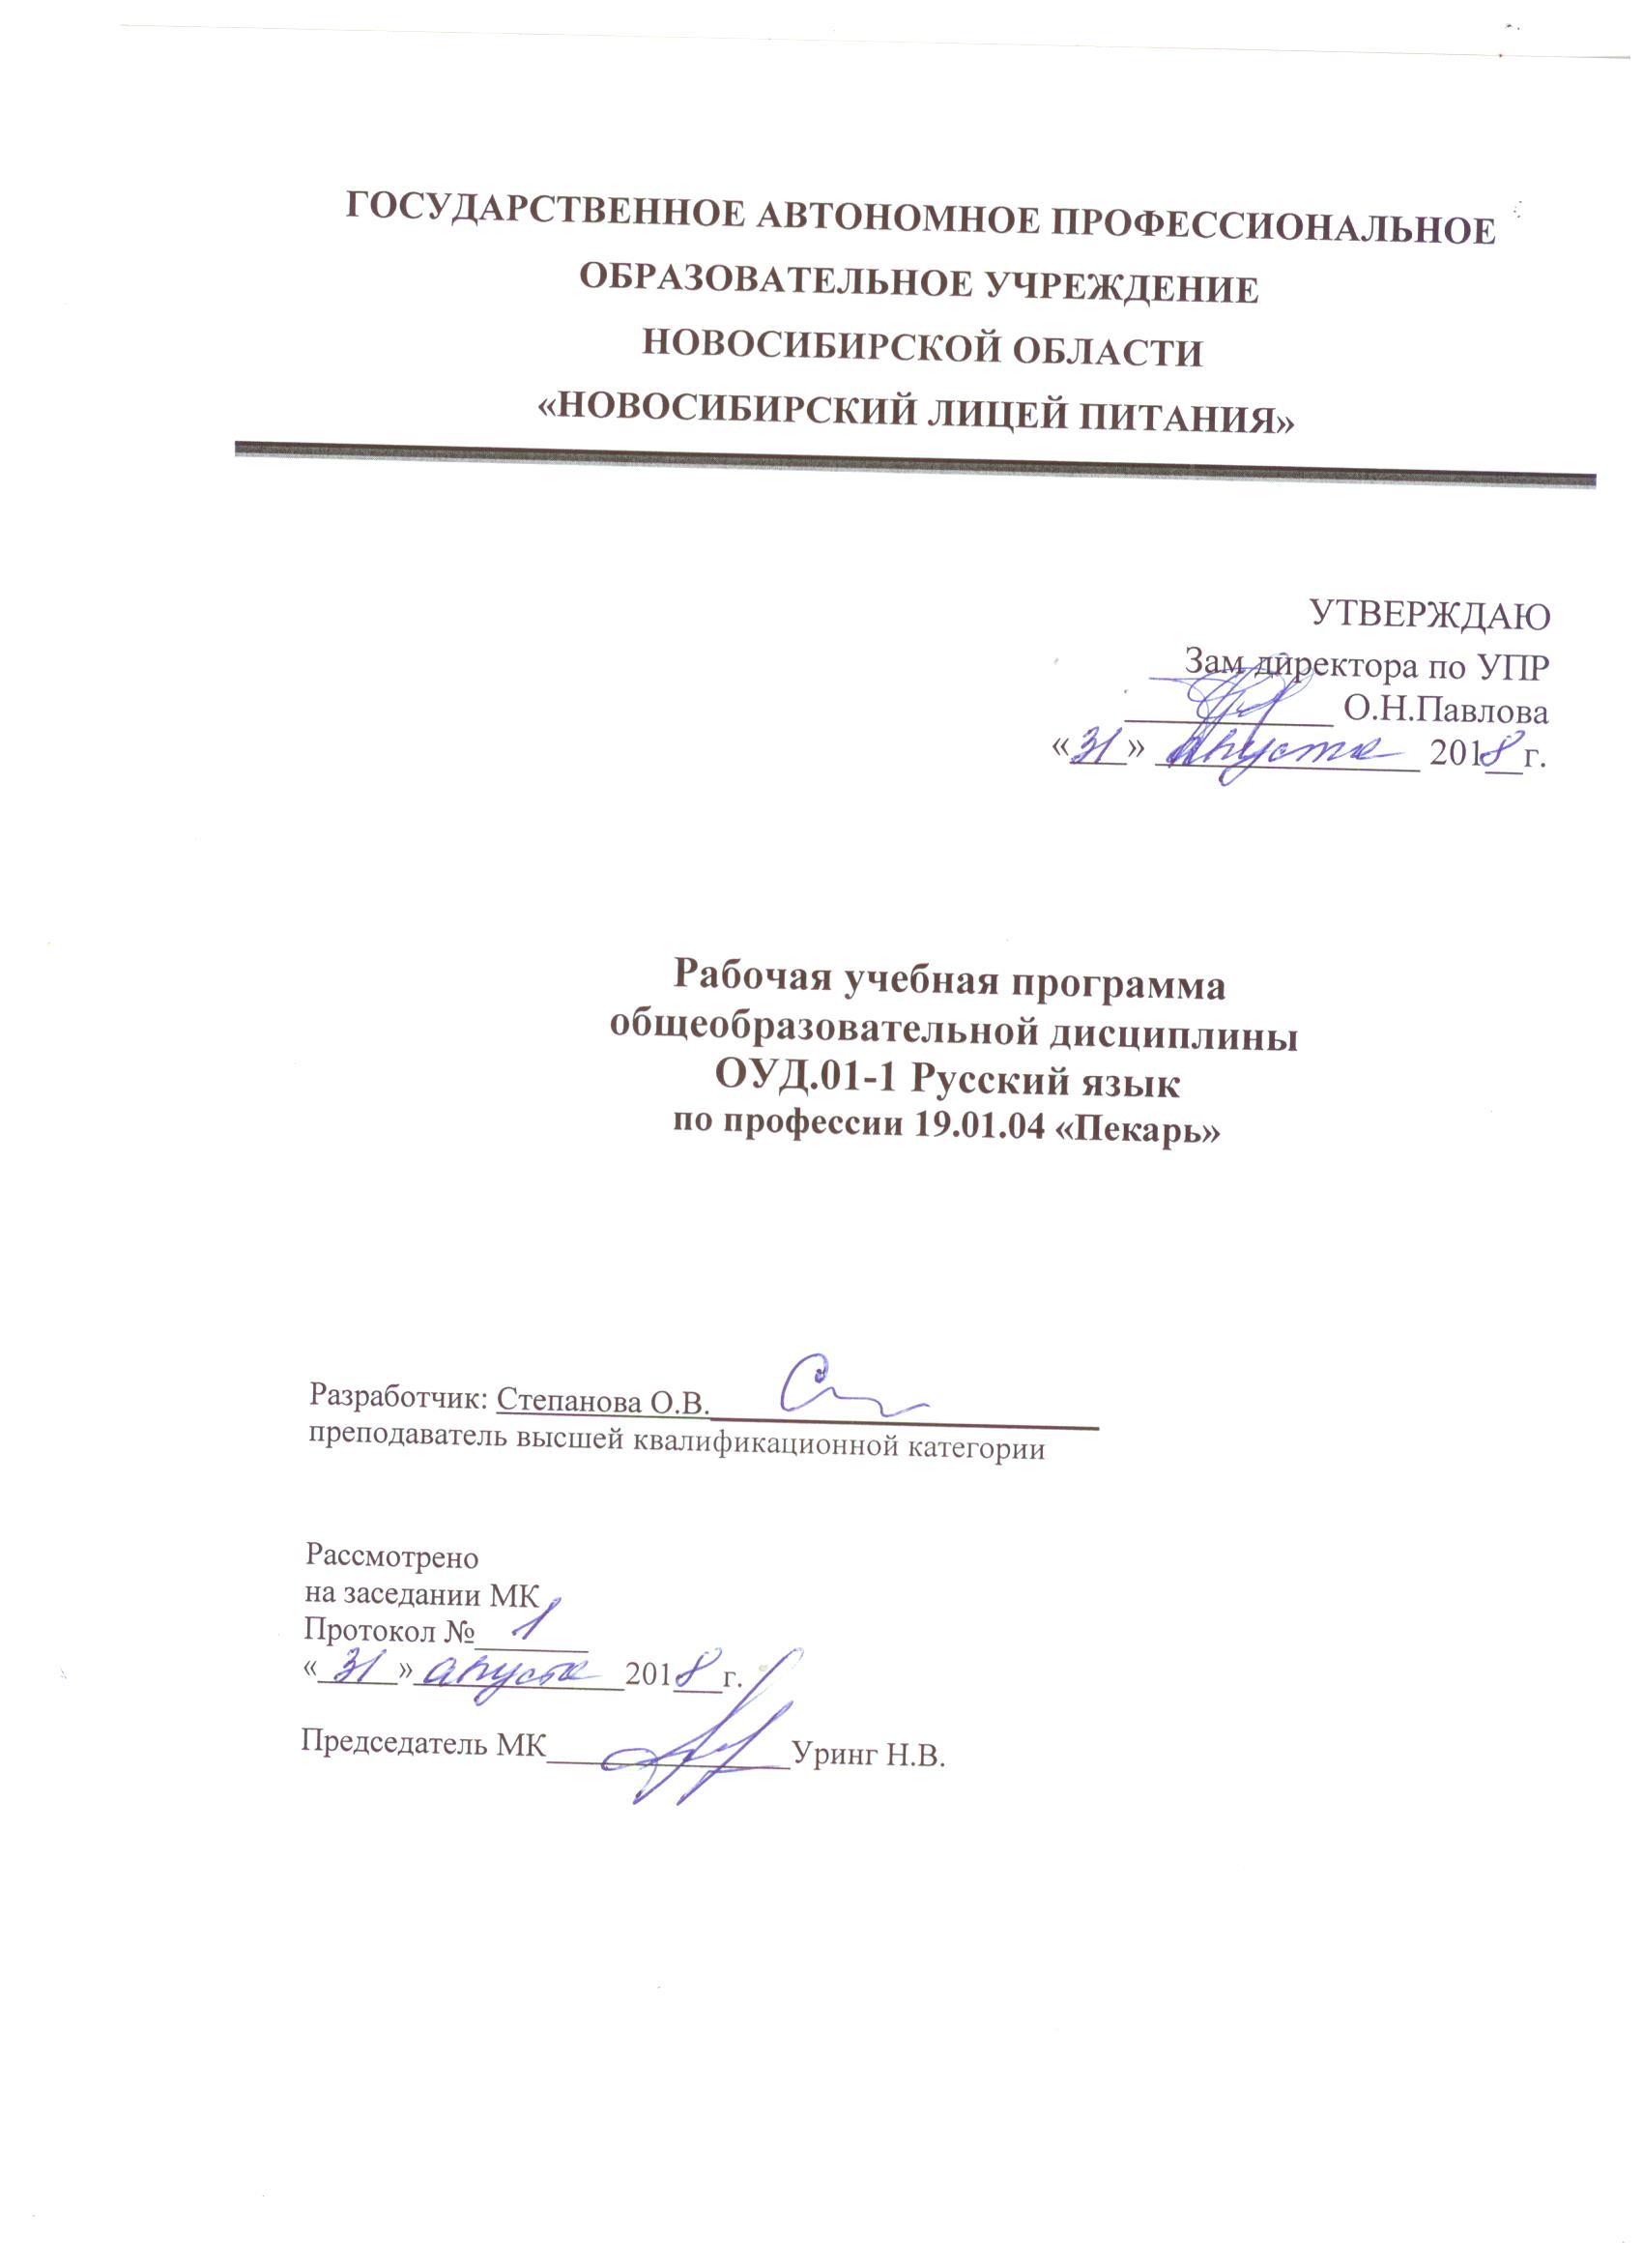 ГОСУДАРСТВЕННОЕ АВТОНОМНОЕ ПРОФЕССИОНАЛЬНОЕ
ОБРАЗОВАТЕЛЬНОЕ УЧРЕЖДЕНИЕ
НОВОСИБИРСКОЙ ОБЛАСТИ
«НОВОСИБИРСКИЙ ЛИЦЕЙ ПИТАНИЯ»
УТВЕРЖДАЮ
Зам директора по УПР
О.Н.Павлова
«31» августа 2018 г.
Рабочая учебная программа
общеобразовательной дисциплины
ОУД.01-1 Русский язык
по профессии 19.01.04 «Пекарь»
Разработчик: Степанова О.В.
преподаватель высшей квалификационной категории
Рассмотрено
на заседании МК
Протокол № 1
«31» августа 2018 г.
Председатель МК Уринг Н.В.